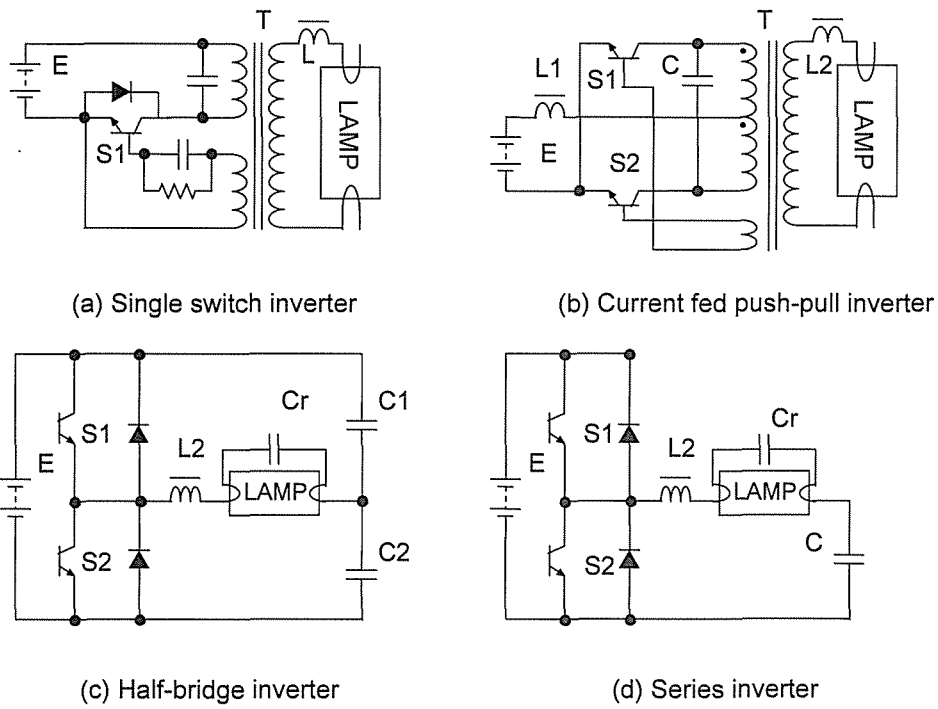 T
E
L
S1
LAMP
(a) Single switch inverter
T
L1
S1
C
L2
E
S2
LAMP
(b) Current fed push-pull inverter
S1
Cr
C1
E
L2
LAMP
S2
C2
(c) Half-bridge inverter
S1
Cr
E
L2
LAMP
S2
C
(d) Series inverter